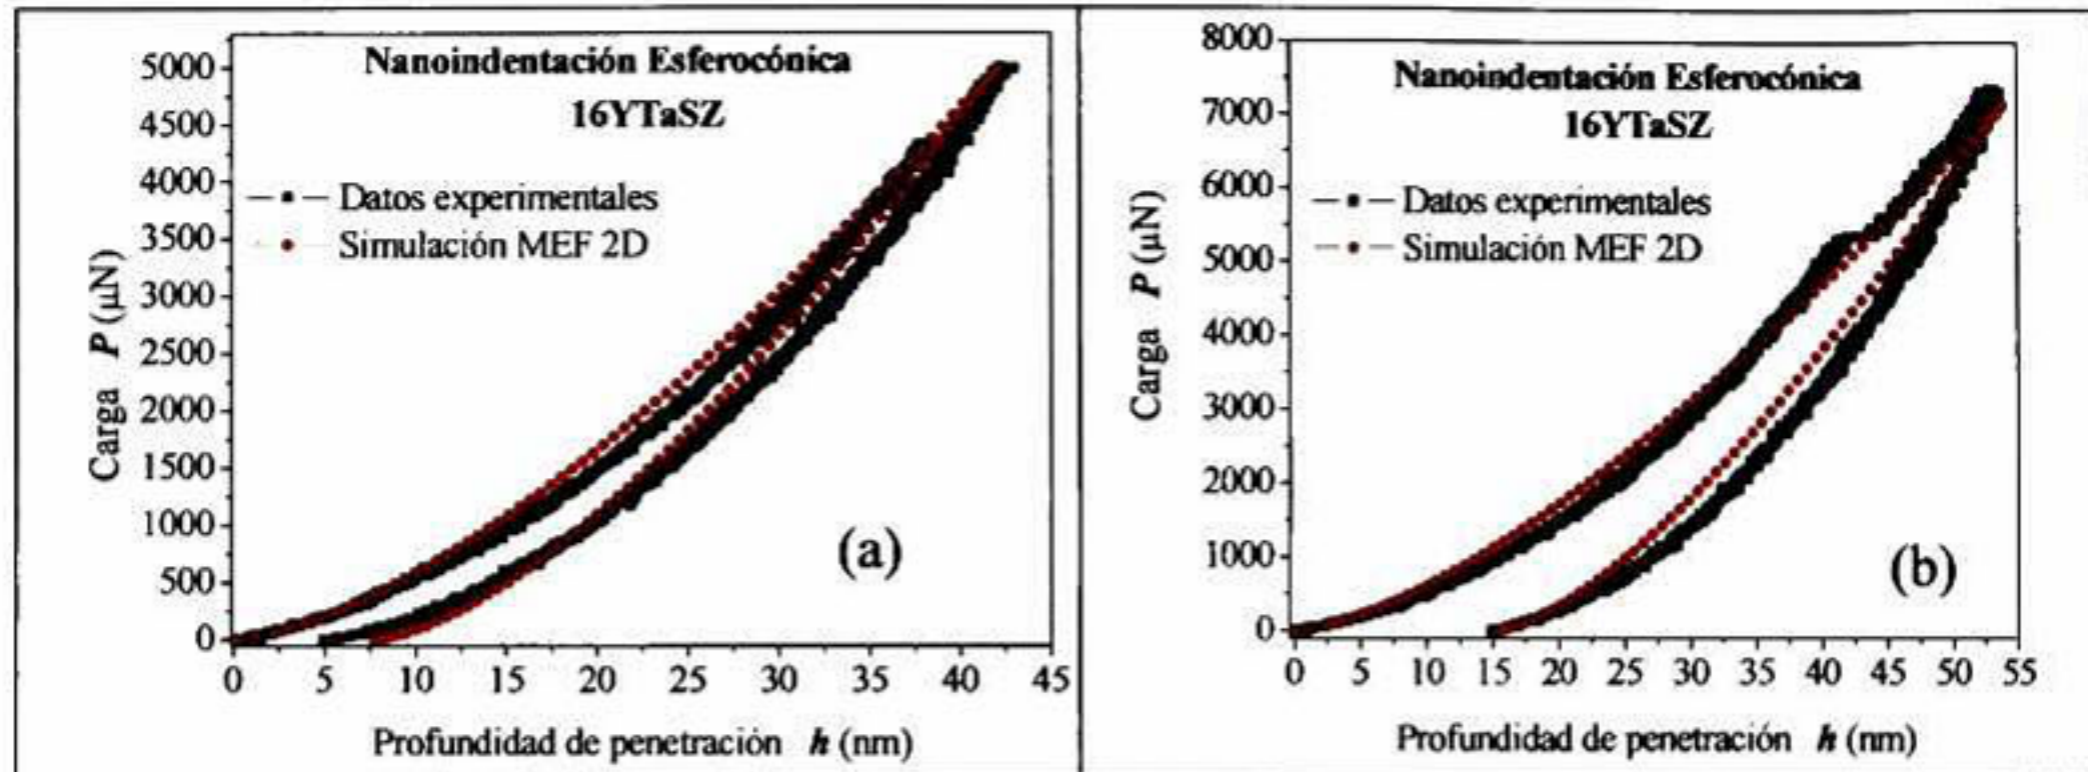 Nanoindentación Esferocónica
16YTaSZ
Datos experimentales
Simulación MEF 2D
(a)
Carga P (µN)
5000
4500
4000
3500
3000
2500
2000
1500
1000
500
0
0 5 10 15 20 25 30 35 40 45
Profundidad de penetración h (nm)
Nanoindentación Esferocónica
16YTaSZ
Datos experimentales
Simulación MEF 2D
(b)
Carga P (µN)
8000
7000
6000
5000
4000
3000
2000
1000
0
0 5 10 15 20 25 30 35 40 45 50 55
Profundidad de penetración h (nm)